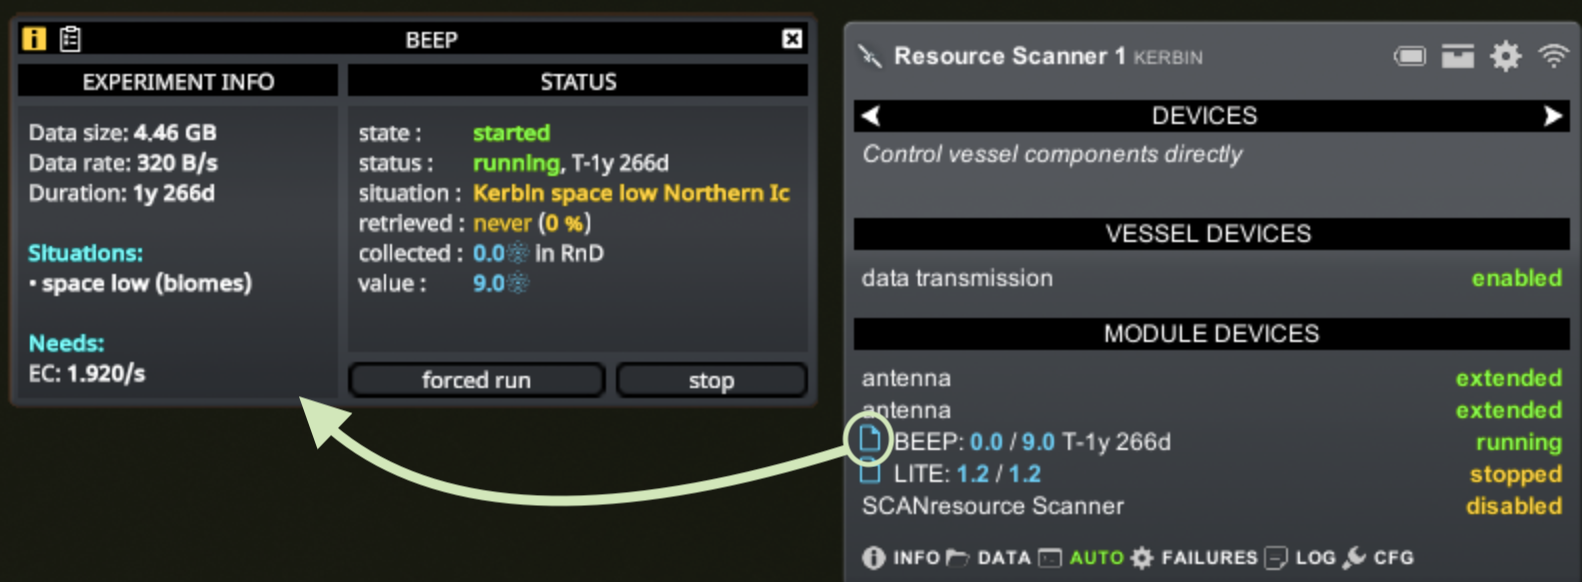 BEEP
EXPERIMENT INFO
Data size: 4.46 GB
Data rate: 320 B/s
Duration: 1y 266d
Situations:
• space low (biomes)
Needs:
EC: 1.920/s
STATUS
state : started
status : running, T-1y 266d
situation : Kerbin space low Northern Ic
retrieved : never (0 %)
collected : 0.0 in RnD
value : 9.0
forced run
stop
Resource Scanner 1 KERBIN
DEVICES
Control vessel components directly
VESSEL DEVICES
data transmission enabled
MODULE DEVICES
antenna extended
antenna extended
BEEP: 0.0 / 9.0 T-1y 266d running
LITE: 1.2 / 1.2 stopped
SCANresource Scanner disabled
INFO DATA AUTO FAILURES LOG CFG